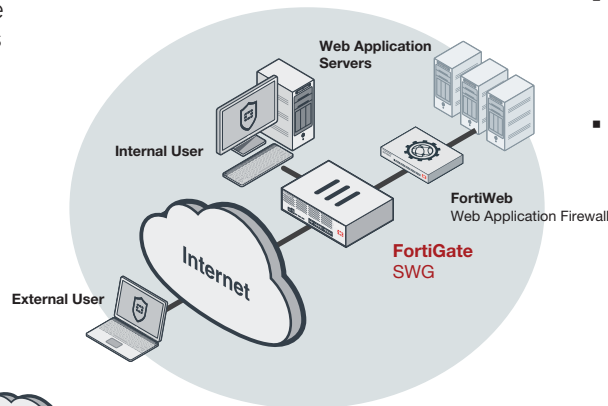 e
s
Web Application
Servers
Internal User
FortiWeb
Web Application Firewall
FortiGate
SWG
Internet
External User